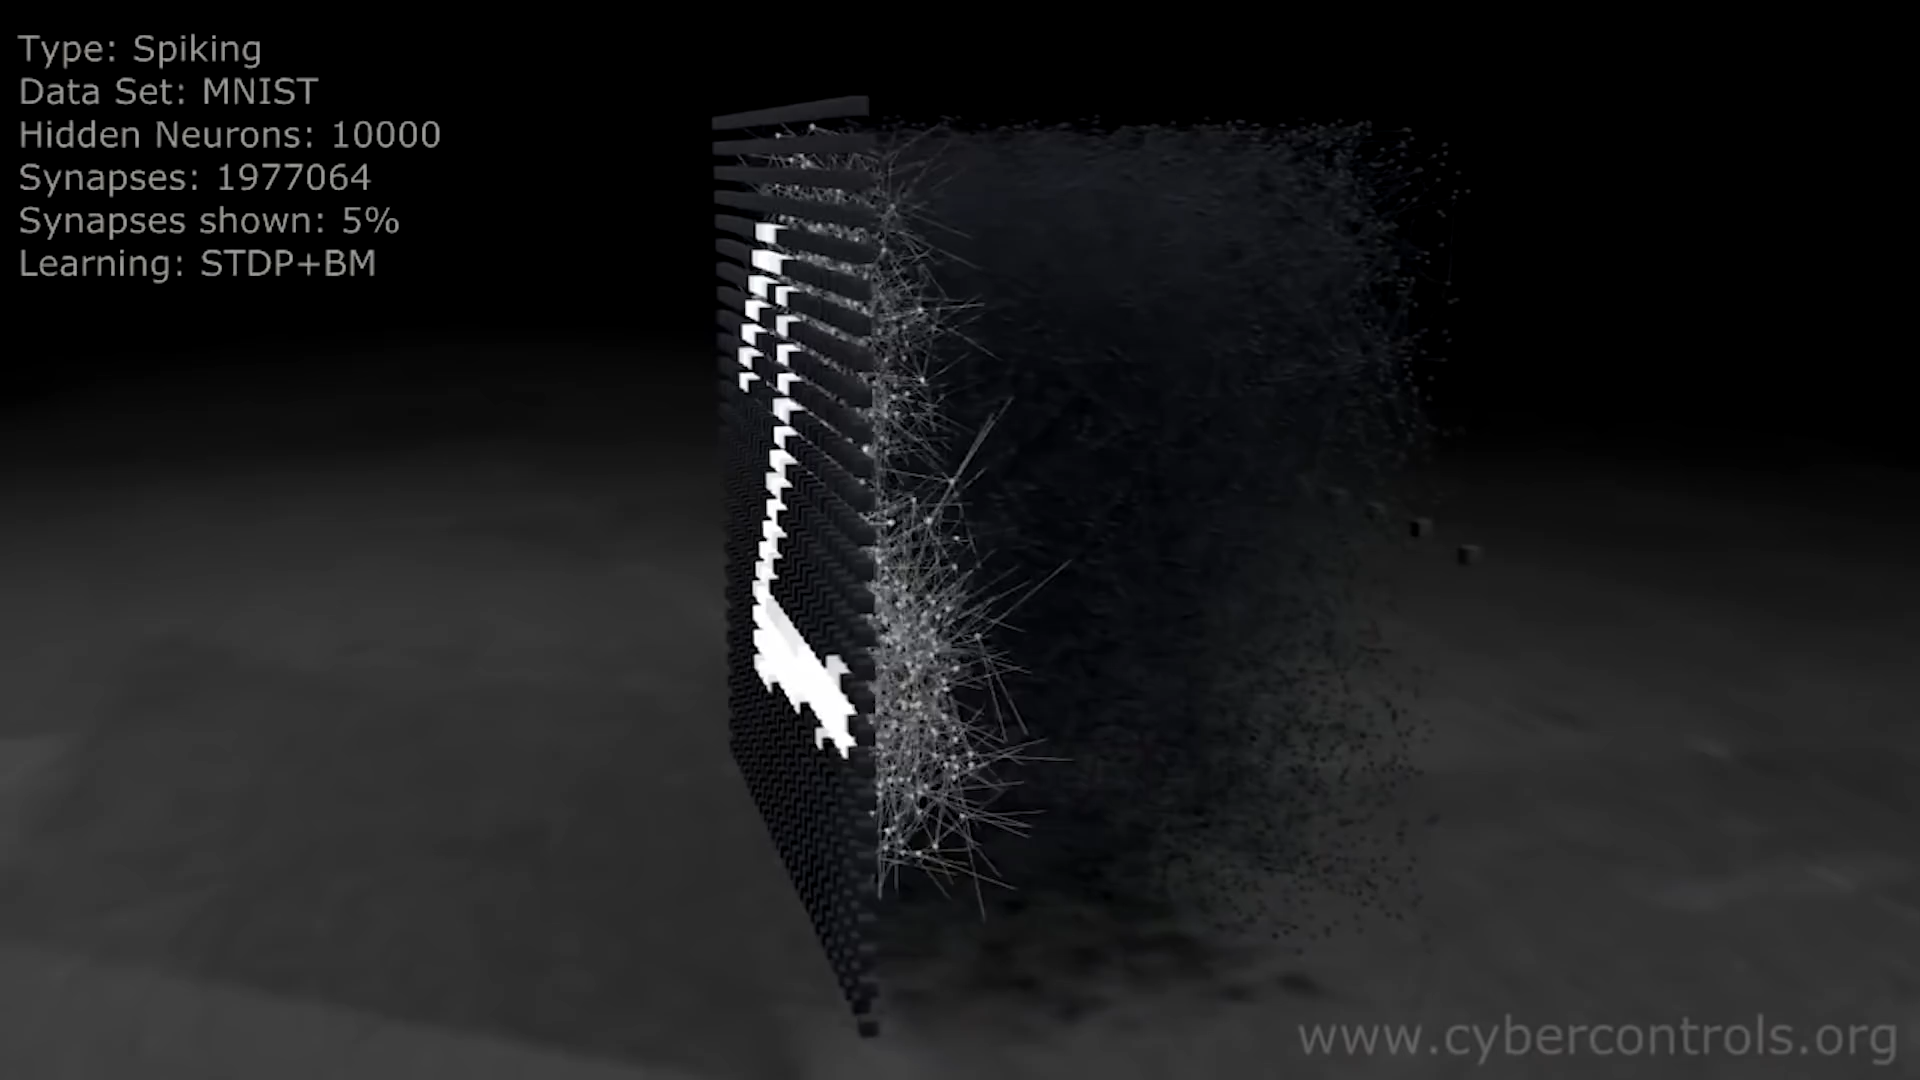 Type: Spiking
Data Set: MNIST
Hidden Neurons: 10000
Synapses: 1977064
Synapses shown: 5%
Learning: STDP+BM
www.cybercontrols.org